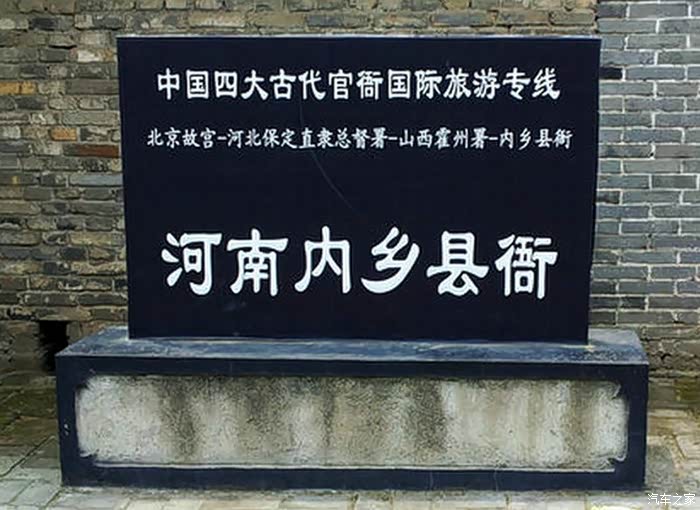 中国四大古代官衙国际旅游专线
北京故宫-河北保定直隶总督署-山西霍州署-内乡县衙
河南内乡县衙
汽车之家